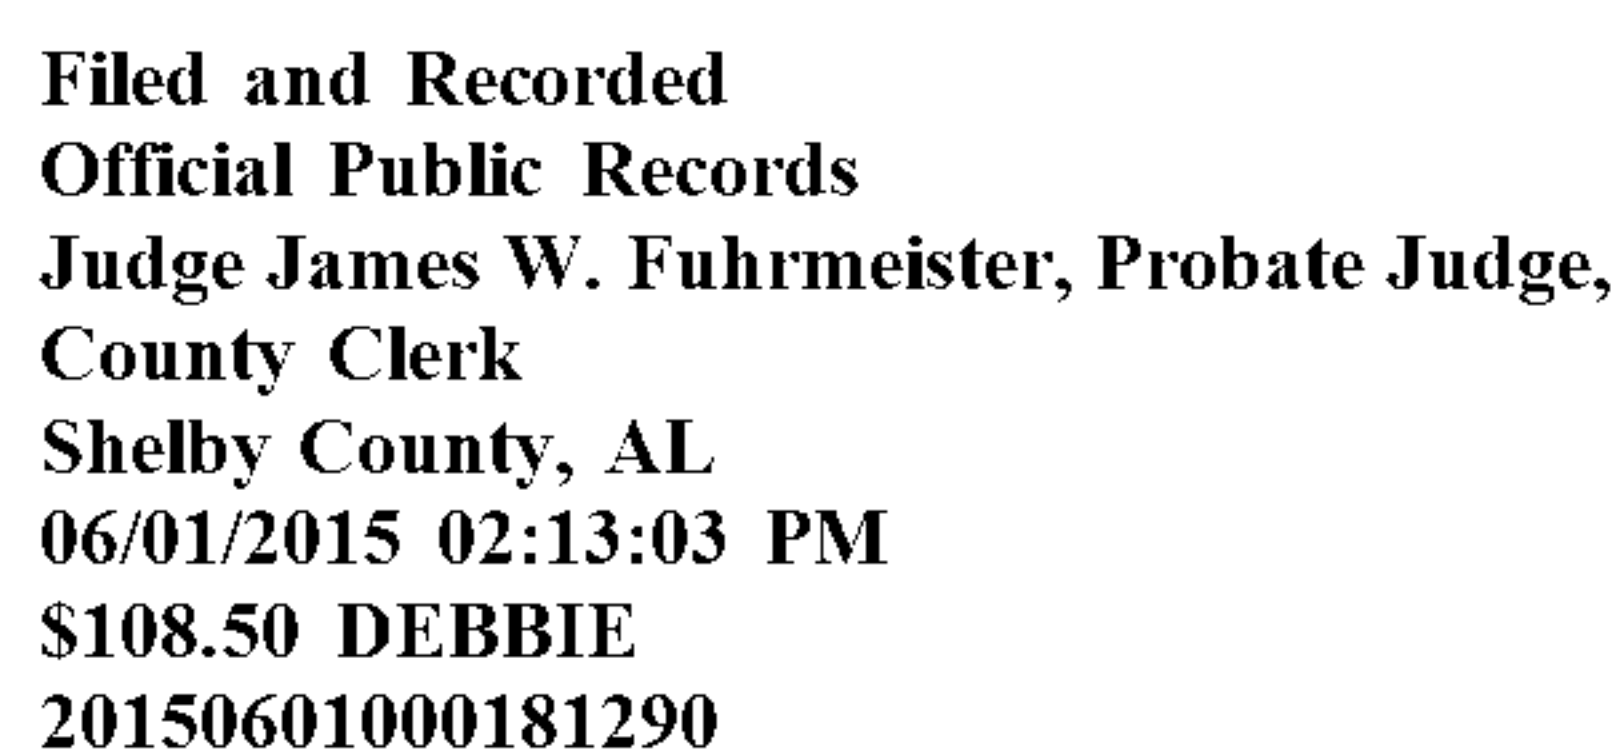 Filed and Recorded
Official Public Records
Judge James W. Fuhrmeister, Probate Judge,
County Clerk
Shelby County, AL
06/01/2015 02:13:03 PM
$108.50 DEBBIE
20150601000181290